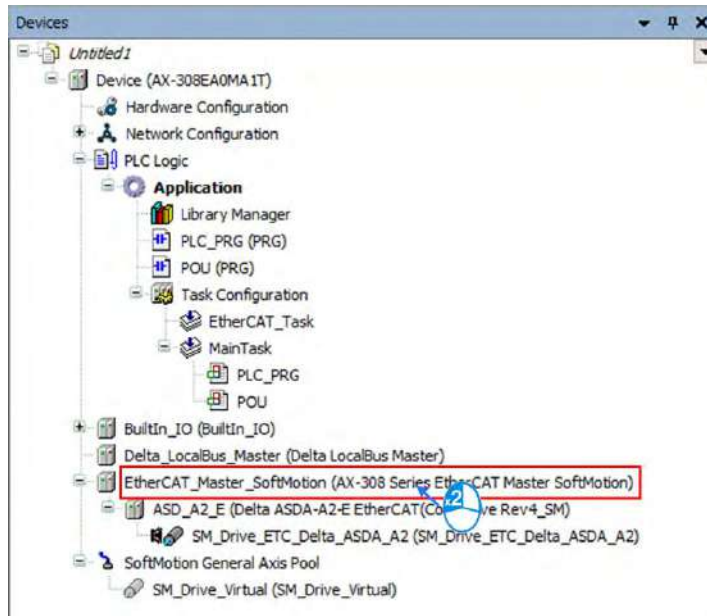 Devices
Untitled1
Device (AX-308EA0MA1T)
Hardware Configuration
Network Configuration
PLC Logic
Application
Library Manager
PLC_PRG (PRG)
POU (PRG)
Task Configuration
EtherCAT_Task
MainTask
PLC_PRG
POU
BuiltIn_IO (BuiltIn_IO)
Delta_LocalBus_Master (Delta LocalBus Master)
EtherCAT_Master_SoftMotion (AX-308 Series EtherCAT Master SoftMotion)
x2
ASD_A2_E (Delta ASDA-A2-E EtherCAT(Co Rev4_SM)
SM_Drive_ETC_Delta_ASDA_A2 (SM_Drive_ETC_Delta_ASDA_A2)
SoftMotion General Axis Pool
SM_Drive_Virtual (SM_Drive_Virtual)